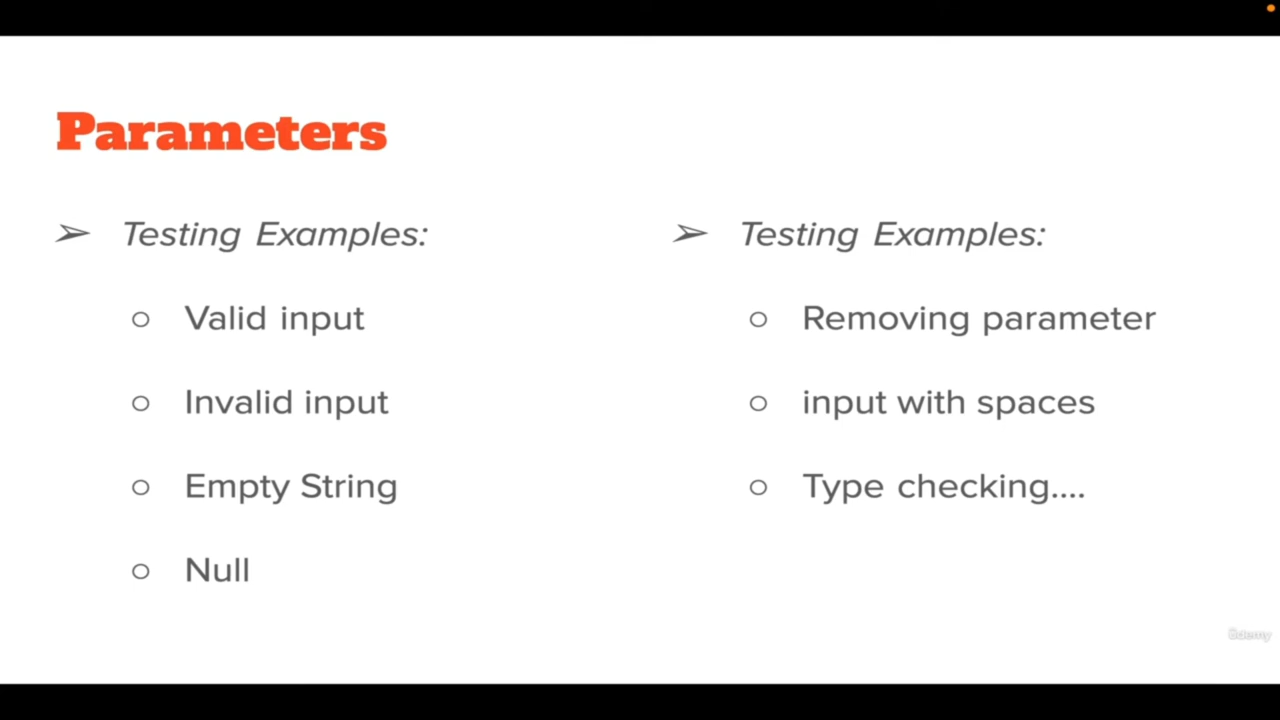 Parameters
➢ Testing Examples:
○ Valid input
○ Invalid input
○ Empty String
○ Null
➢ Testing Examples:
○ Removing parameter
○ input with spaces
○ Type checking....
ûdemy